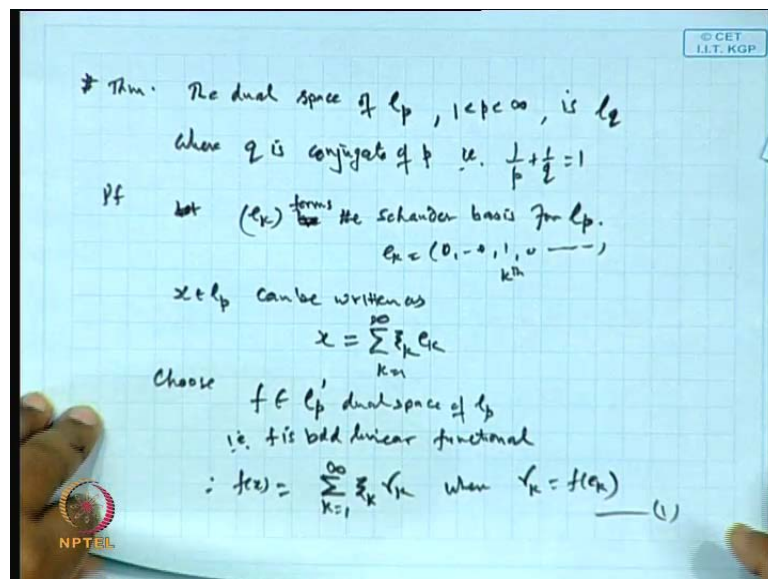 © CET
I.I.T. KGP
# Thm. The dual space of lp, 1<p<∞, is lq
where q is conjugate of p i.e. 1/p + 1/q = 1
Pf (ek) forms the schauder basis for lp.
ek = (0, -0, 1, 0 -----)
kth
x ∈ lp can be written as
x = ∑_{k=1}^{∞} ξk ek
Choose
f ∈ lp' dual space of lp
i.e. f is bdd linear functional
∴ f(x) = ∑_{k=1}^{∞} ξk γk when γk = f(ek)
——(1)
NPTEL